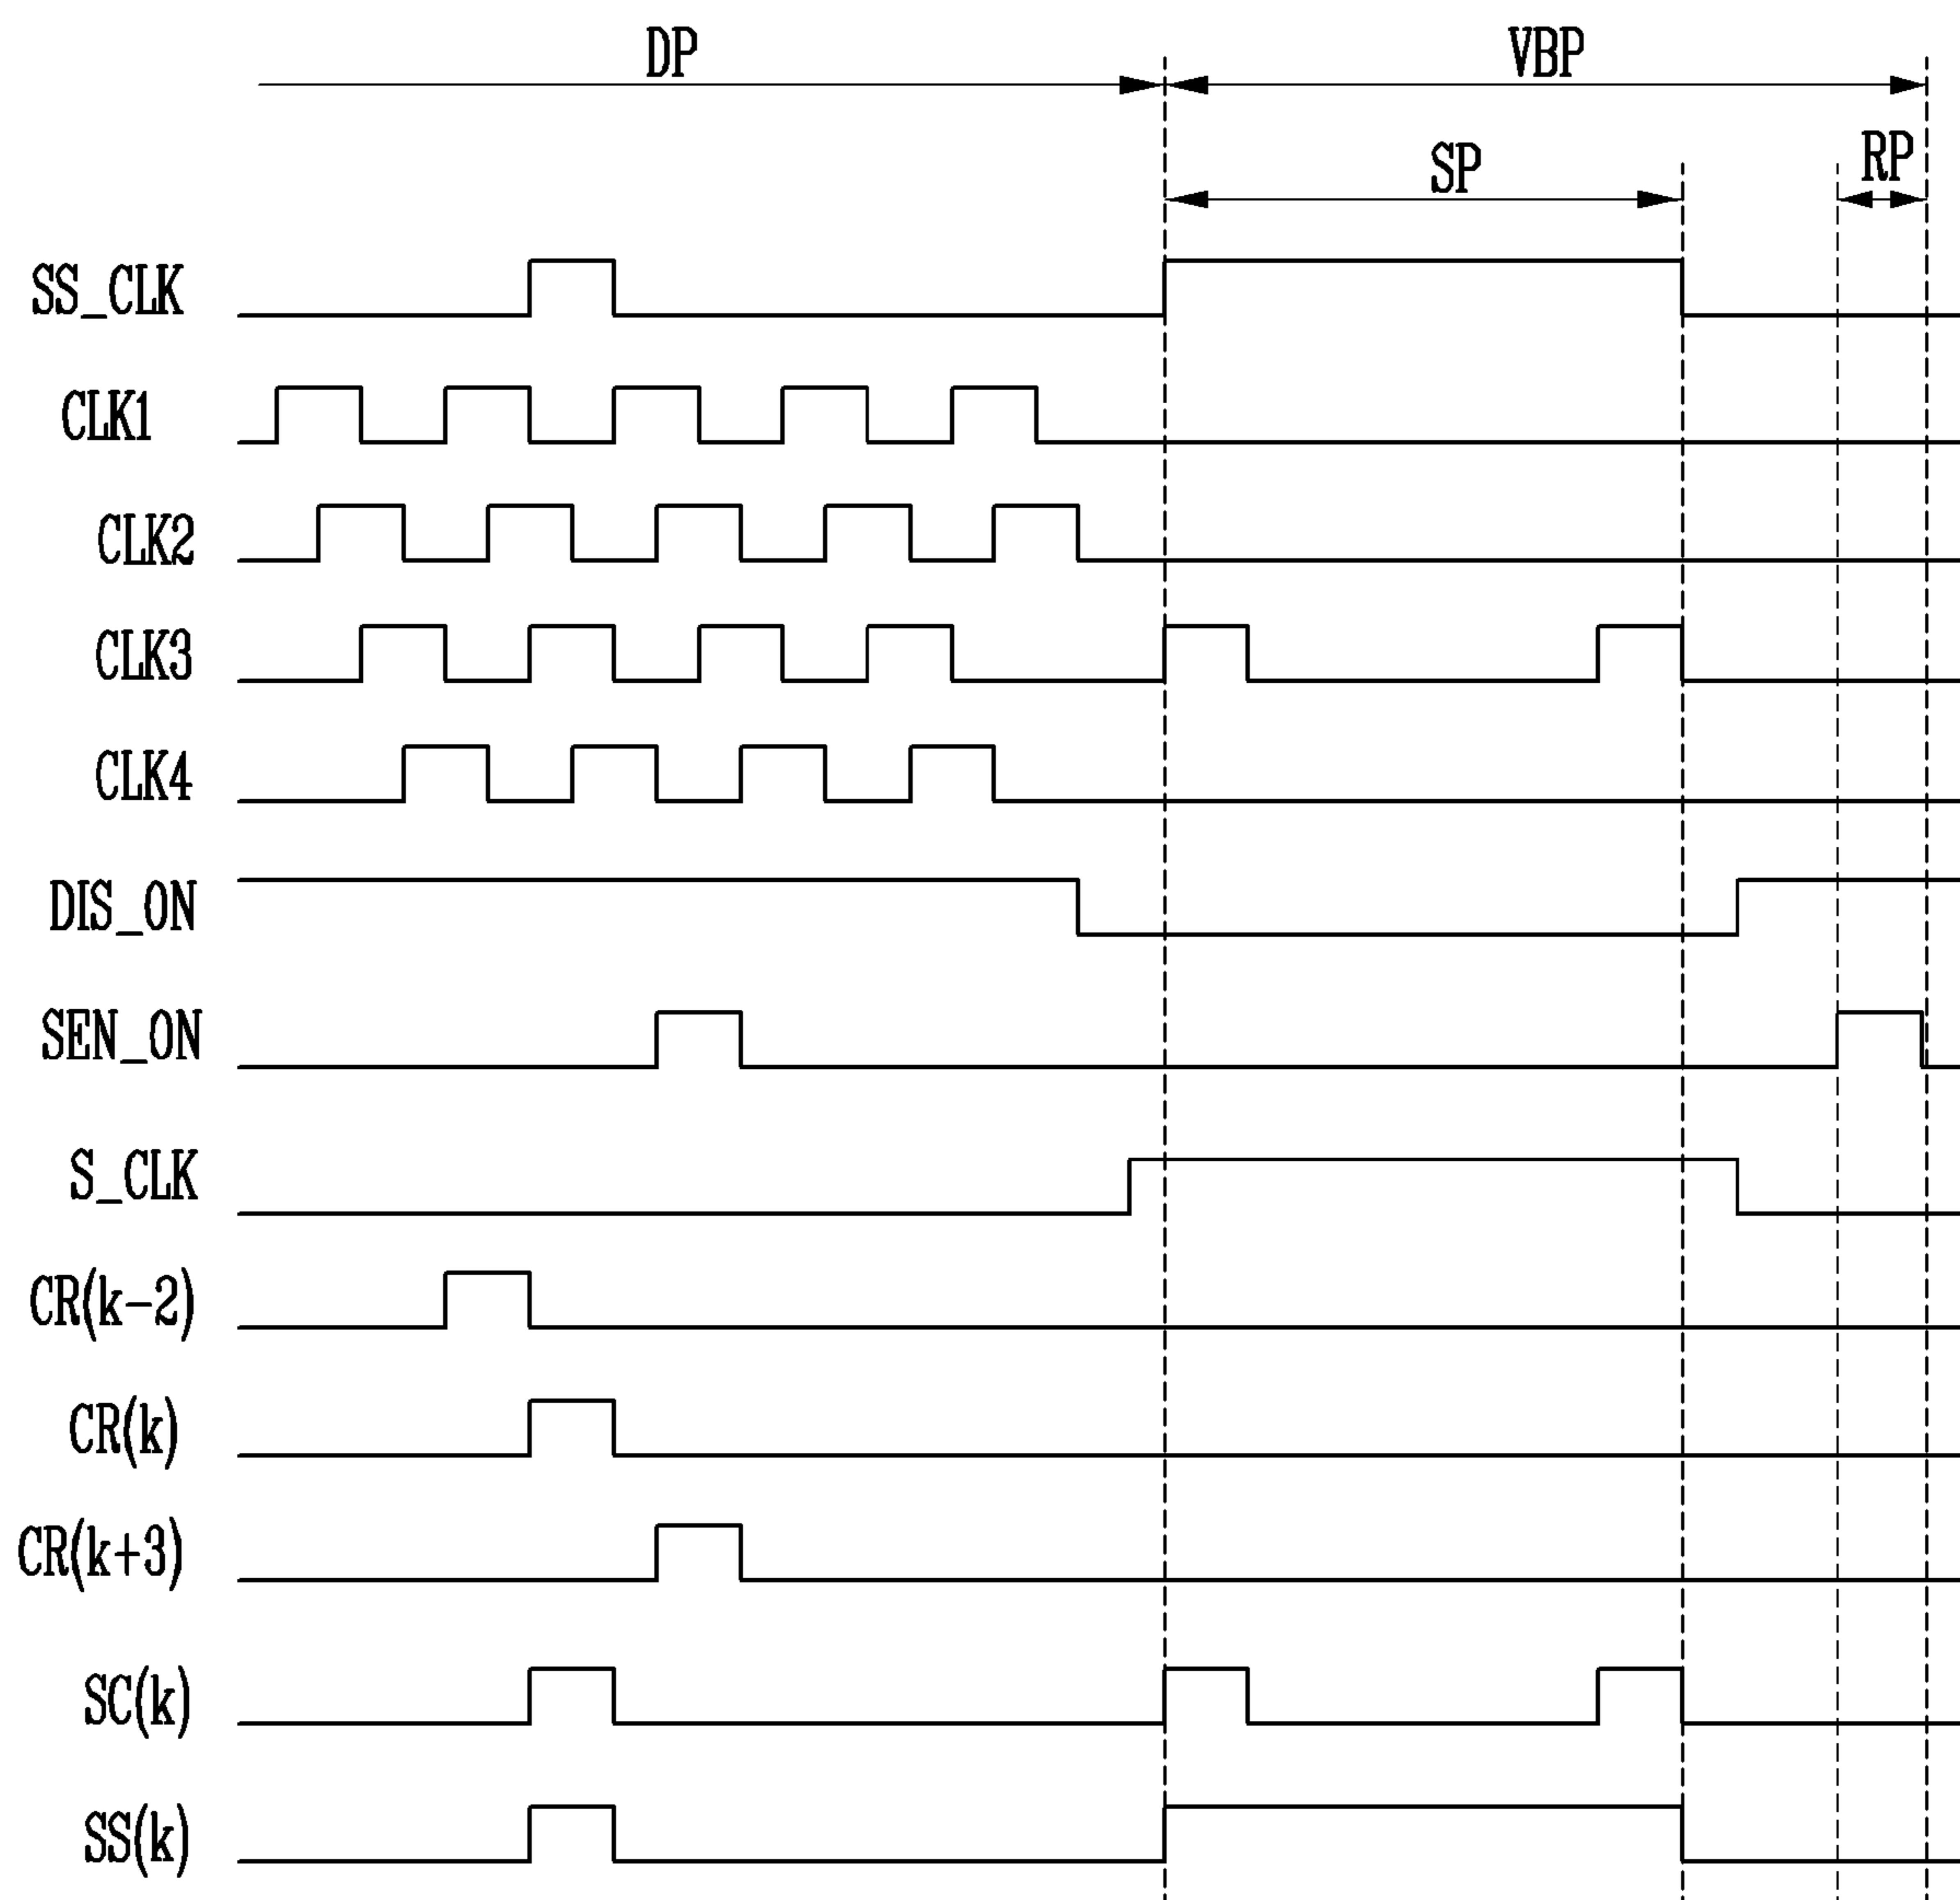 DP VBP
SP RP
SS_CLK
CLK1
CLK2
CLK3
CLK4
DIS_ON
SEN_ON
S_CLK
CR(k-2)
CR(k)
CR(k+3)
SC(k)
SS(k)